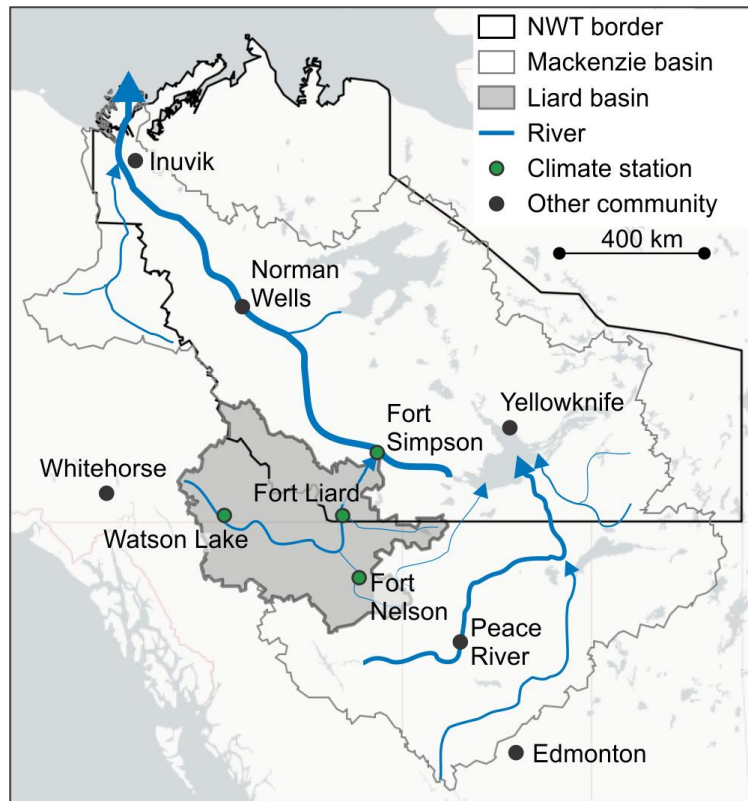 NWT border
Mackenzie basin
Liard basin
River
Climate station
Other community
400 km
Inuvik
Norman
Wells
Fort
Simpson
Yellowknife
Whitehorse
Fort Liard
Watson Lake
Fort
Nelson
Peace
River
Edmonton